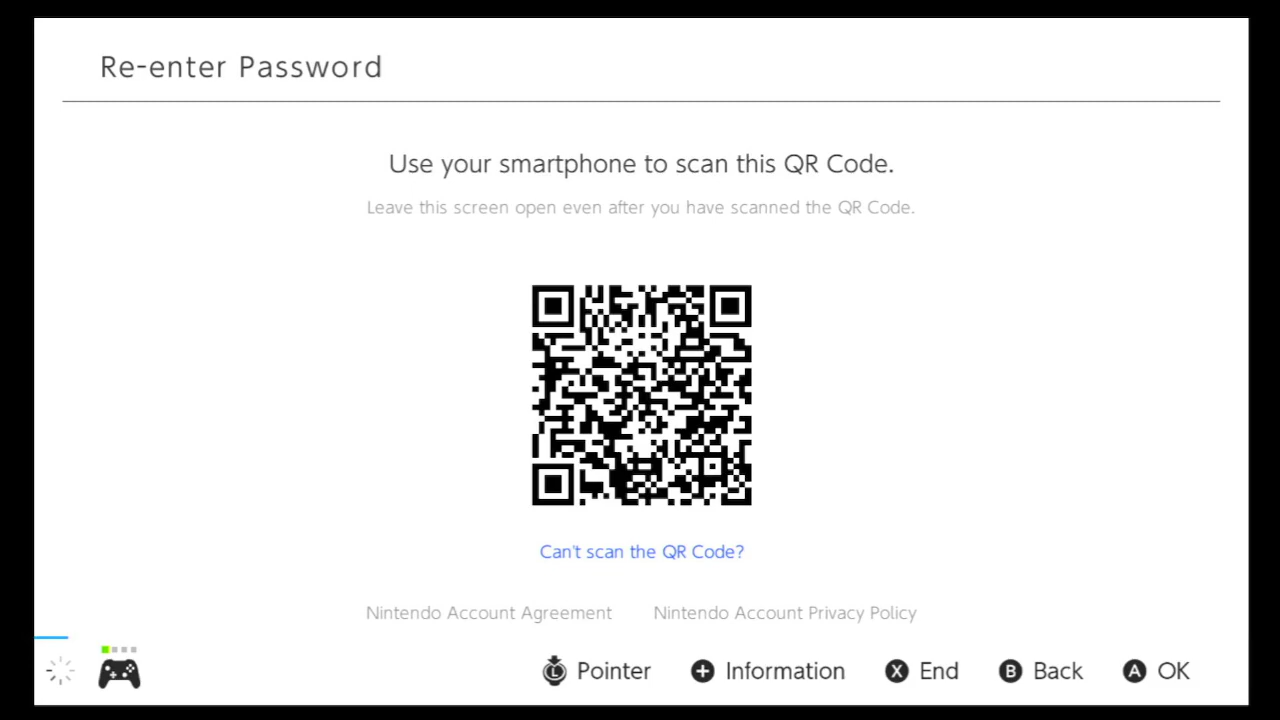 Re-enter Password
Use your smartphone to scan this QR Code.
Leave this screen open even after you have scanned the QR Code.
Can't scan the QR Code?
Nintendo Account Agreement Nintendo Account Privacy Policy
L Pointer + Information X End B Back A OK